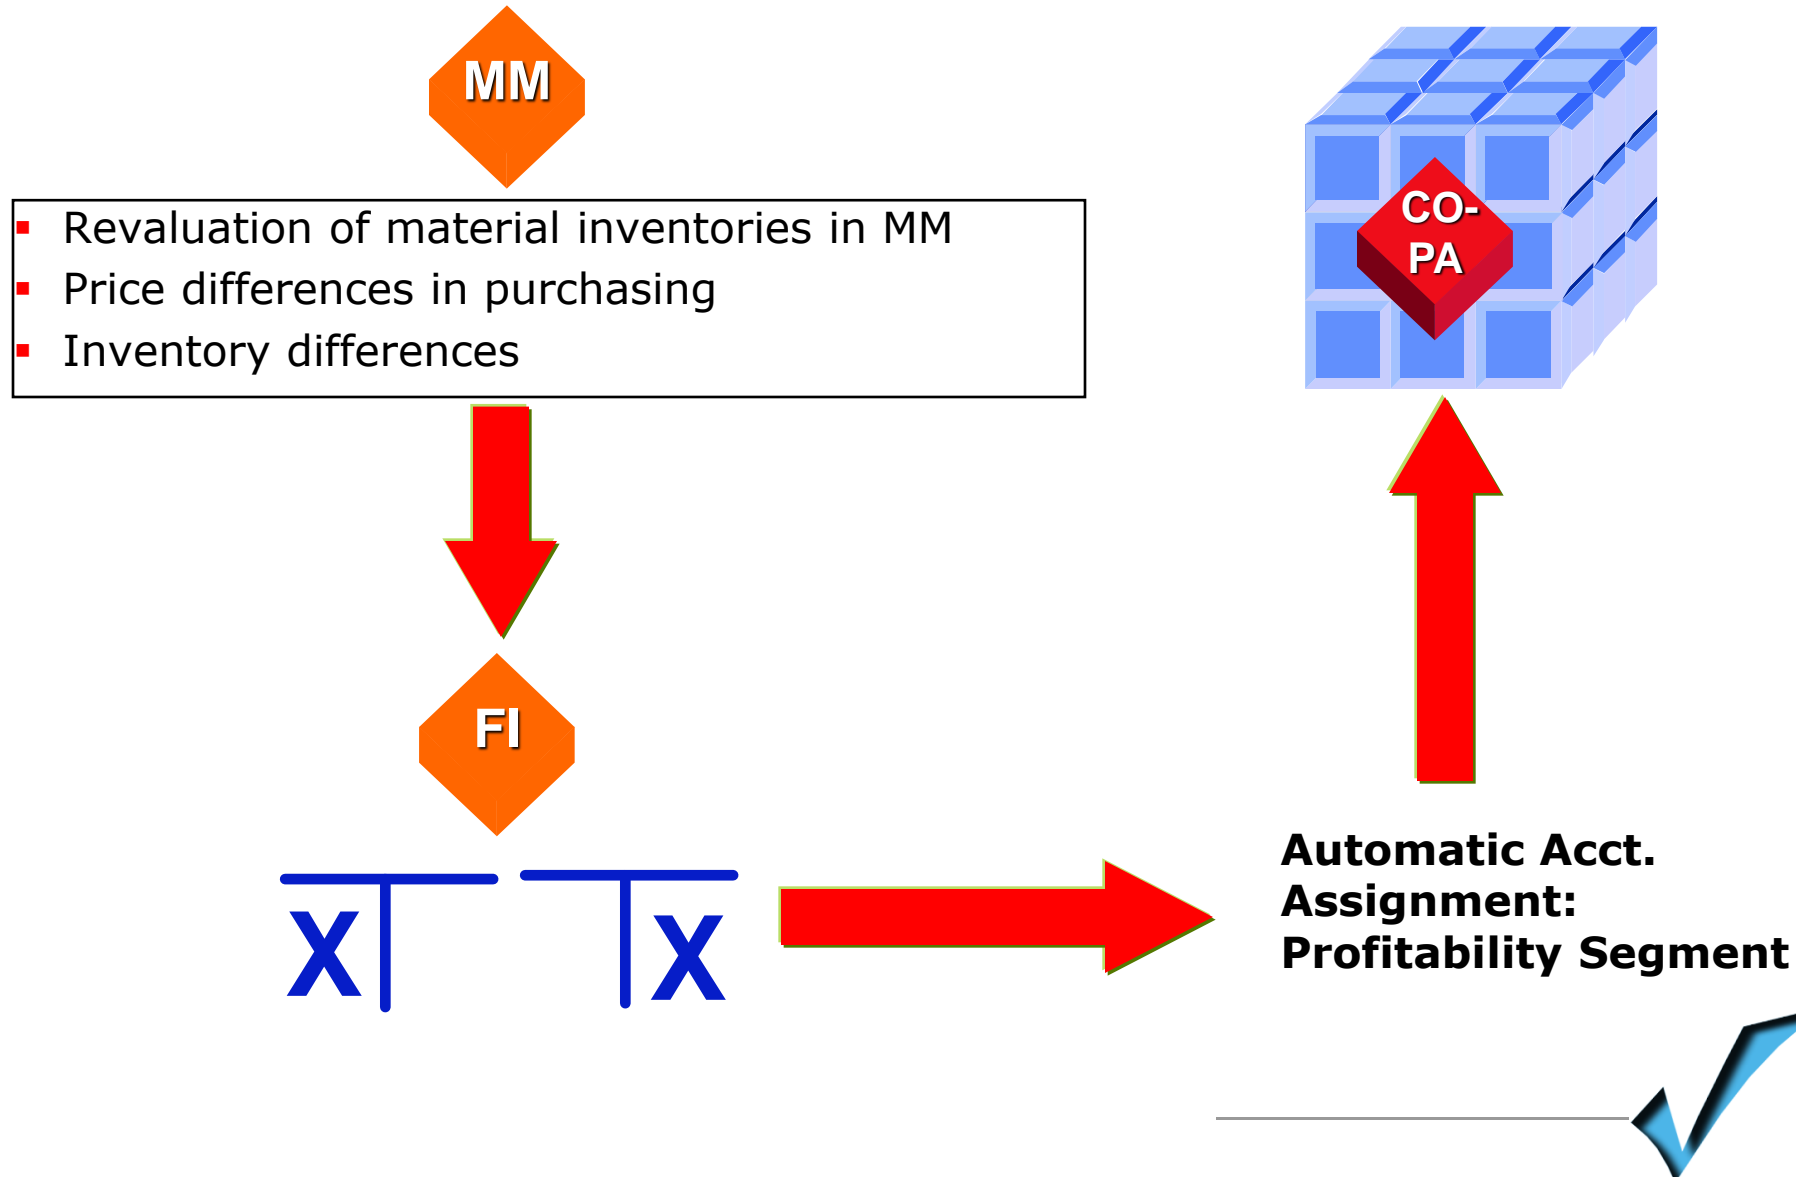 MM
▪ Revaluation of material inventories in MM
▪ Price differences in purchasing
▪ Inventory differences
CO-
PA
FI
X X
Automatic Acct.
Assignment:
Profitability Segment